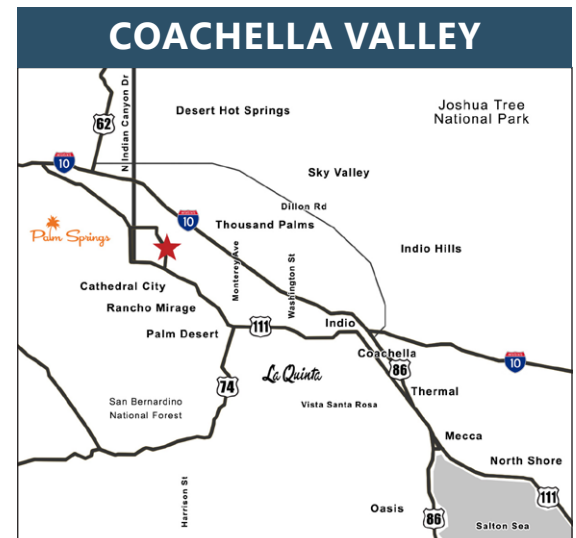 COACHELLA VALLEY
N Indian Canyon Dr
62
Desert Hot Springs
Joshua Tree
National Park
10
Sky Valley
Dillon Rd
10
Thousand Palms
Palm Springs
Indio Hills
Monterey Ave
Washington St
Cathedral City
Rancho Mirage
Palm Desert
111
Indio
Coachella
10
86
La Quinta
74
Thermal
San Bernardino
National Forest
Vista Santa Rosa
Mecca
North Shore
Harrison St
111
Oasis
86
Salton Sea